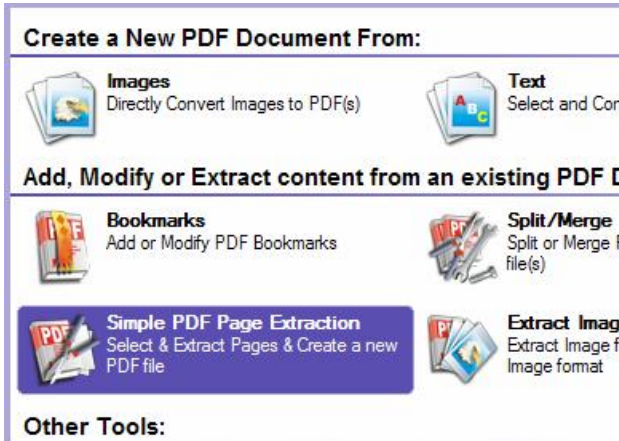 Create a New PDF Document From:
Images
Directly Convert Images to PDF(s)
Text
Select and Con
Add, Modify or Extract content from an existing PDF D
Bookmarks
Add or Modify PDF Bookmarks
Split/Merge
Split or Merge
file(s)
Simple PDF Page Extraction
Select & Extract Pages & Create a new
PDF file
Extract Imag
Extract Image f
Image format
Other Tools: